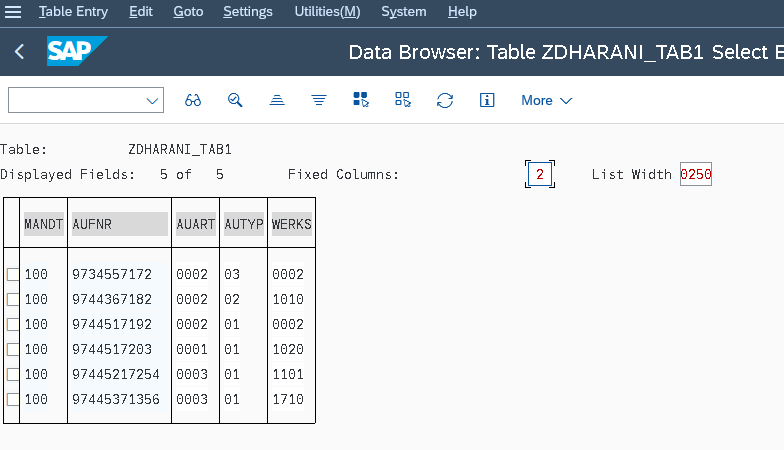 Table Entry Edit Goto Settings Utilities(M) System Help
SAP Data Browser: Table ZDHARANI_TAB1 Select E
More
Table: ZDHARANI_TAB1
Displayed Fields: 5 of 5 Fixed Columns: 2 List Width 0250
MANDT AUFNR AUART AUTYP WERKS
100 9734557172 0002 03 0002
100 9744367182 0002 02 1010
100 9744517192 0002 01 0002
100 9744517203 0001 01 1020
100 97445217254 0003 01 1101
100 97445371356 0003 01 1710